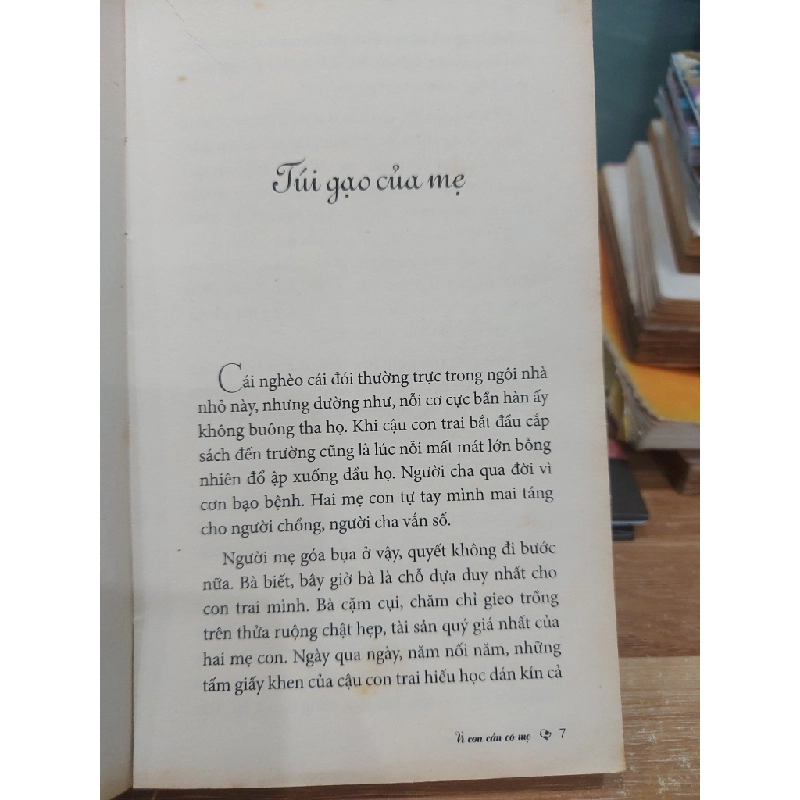 Túi gạo của mẹ
Cái nghèo cái đói thường trực trong ngôi nhà
nhỏ này, nhưng dường như, nỗi cơ cực bần hàn ấy
không buông tha họ. Khi cậu con trai bắt đầu cắp
sách đến trường cũng là lúc nỗi mất mát lớn bỗng
nhiên đổ ập xuống đầu họ. Người cha qua đời vì
cơn bạo bệnh. Hai mẹ con tự tay mình mai táng
cho người chồng, người cha vắn số.
Người mẹ góa bụa ở vậy, quyết không đi bước
nữa. Bà biết, bây giờ bà là chỗ dựa duy nhất cho
con trai mình. Bà cặm cụi, chăm chỉ gieo trồng
trên thửa ruộng chật hẹp, tài sản quý giá nhất của
hai mẹ con. Ngày qua ngày, năm nối năm, những
tấm giấy khen của cậu con trai hiếu học dán kín cả
Vì con cần có mẹ 7